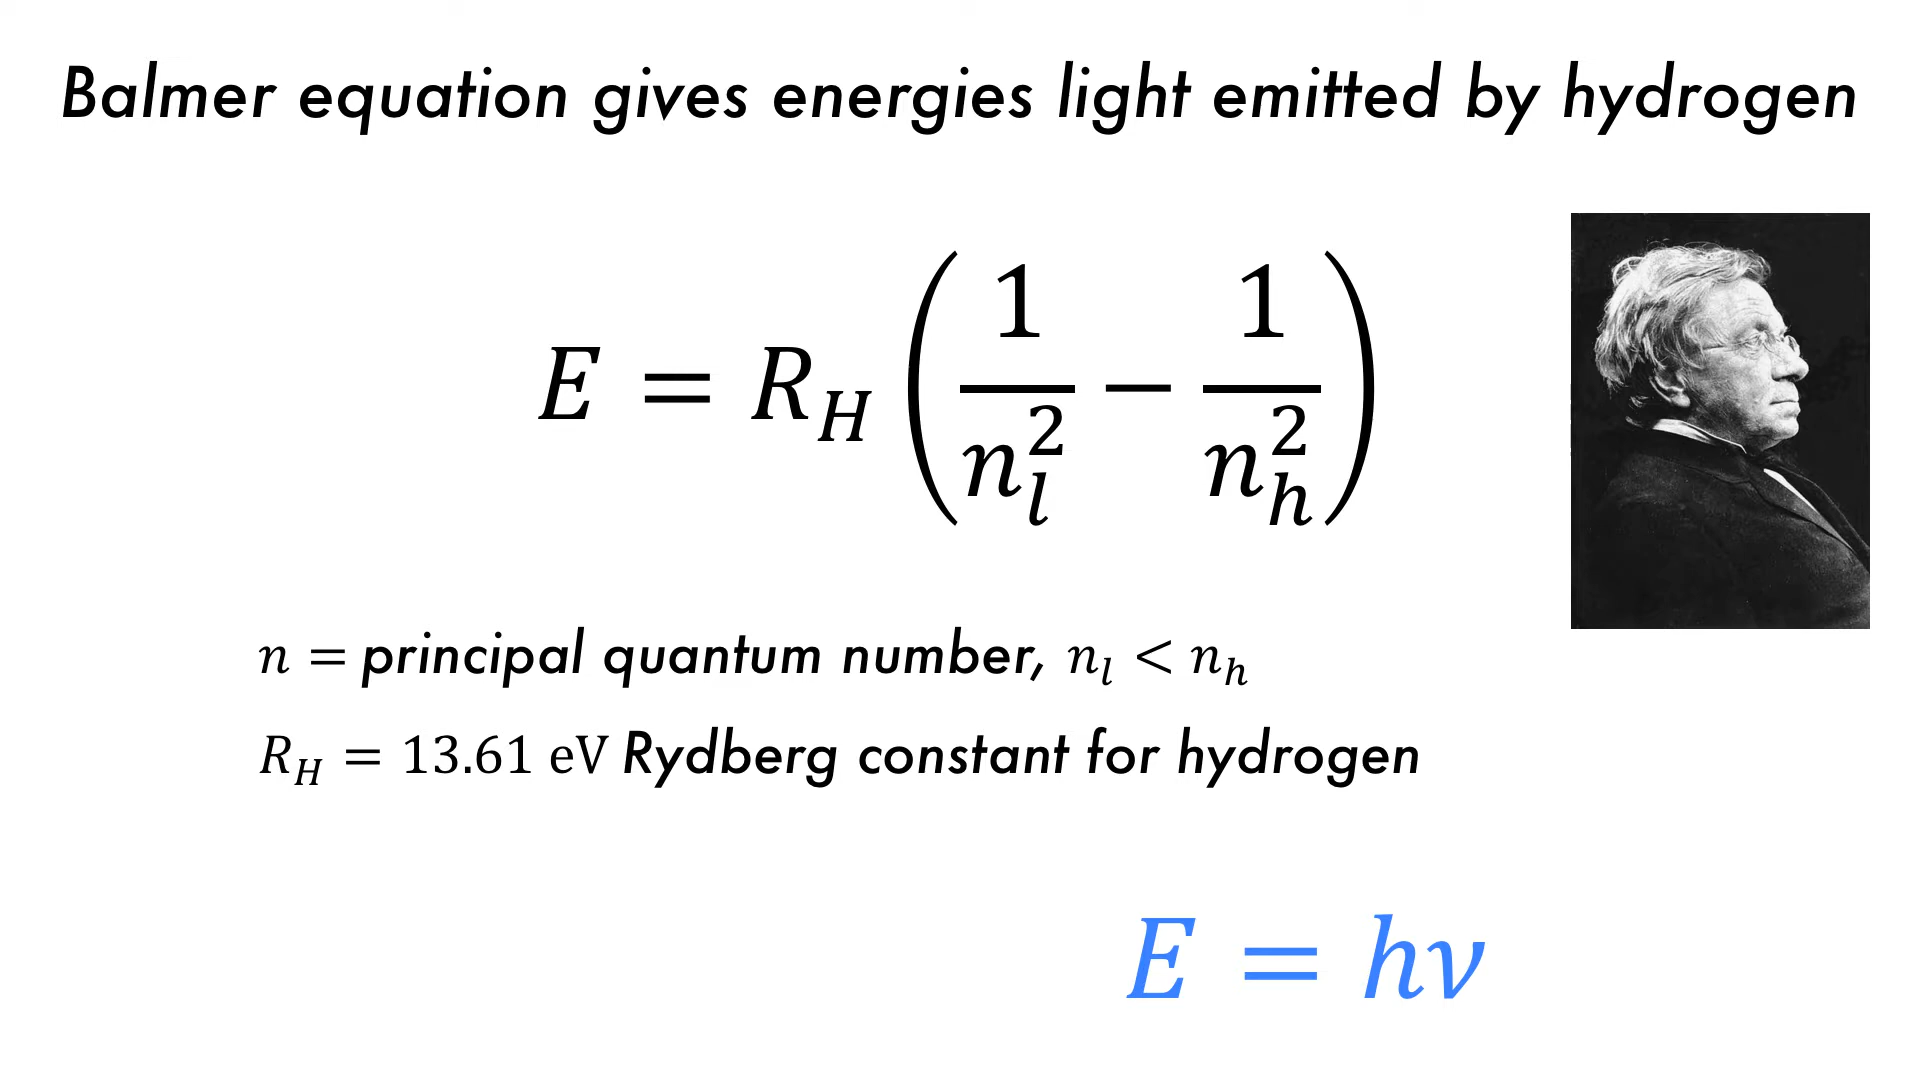 Balmer equation gives energies light emitted by hydrogen
E = R_H (1/n_l^2 − 1/n_h^2)
n = principal quantum number, n_l < n_h
R_H = 13.61 eV Rydberg constant for hydrogen
E = hν